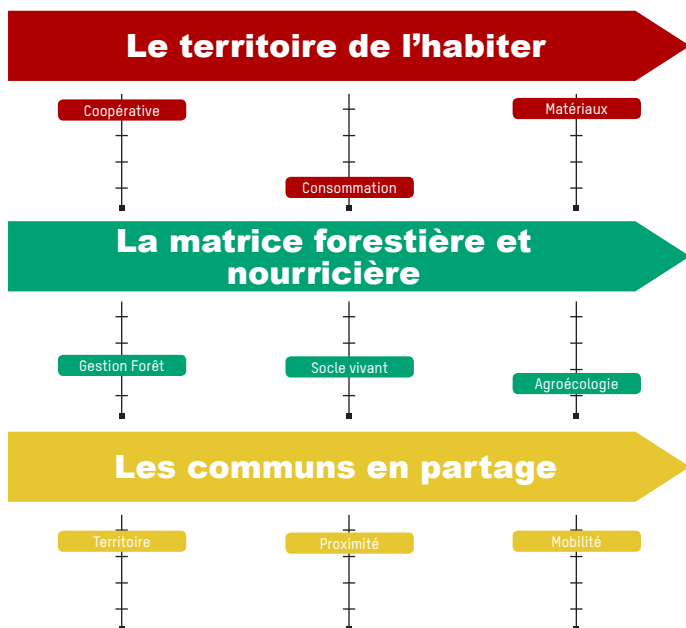 Le territoire de l'habiter
Coopérative
Matériaux
Consommation
La matrice forestière et
nourricière
Gestion Forêt
Socle vivant
Agroécologie
Les communs en partage
Territoire
Proximité
Mobilité